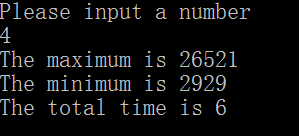 Please input a number
4
The maximum is 26521
The minimum is 2929
The total time is 6